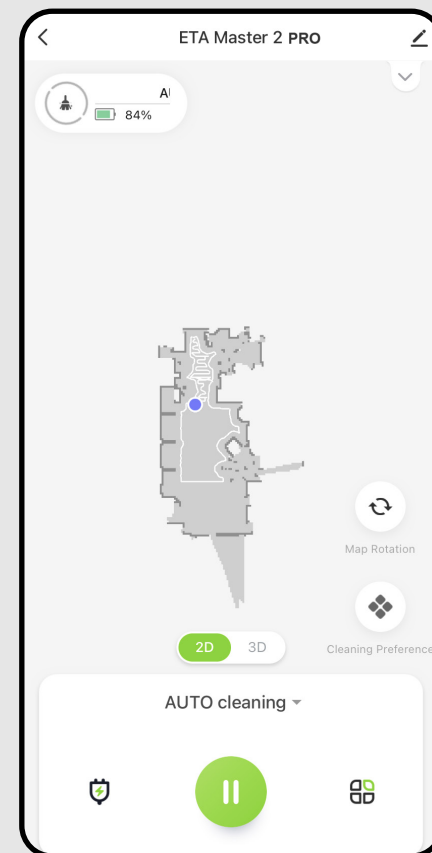 ETA Master 2 PRO
84%
Map Rotation
2D 3D
Cleaning Preference
AUTO cleaning